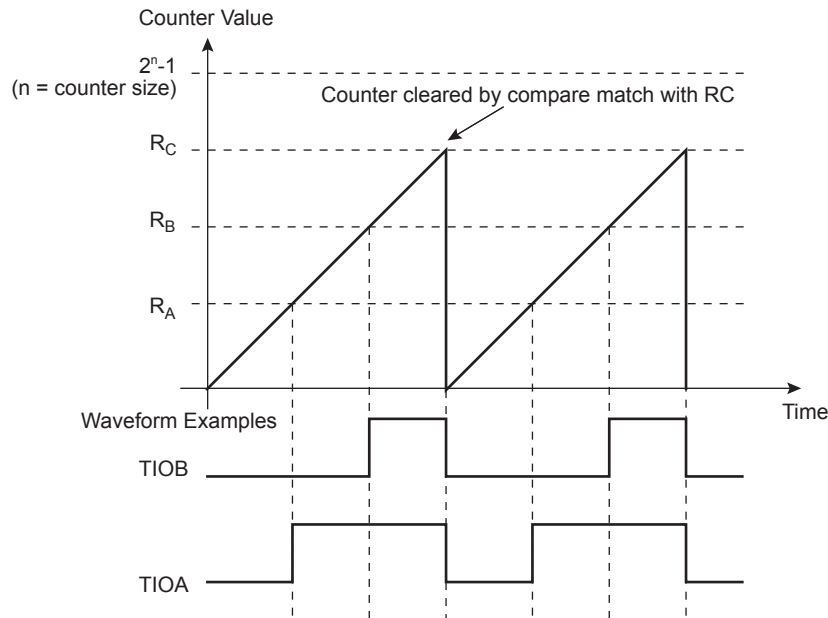 Counter Value
2ⁿ-1
(n = counter size)
Counter cleared by compare match with RC
R_C
R_B
R_A
Time
Waveform Examples
TIOB
TIOA